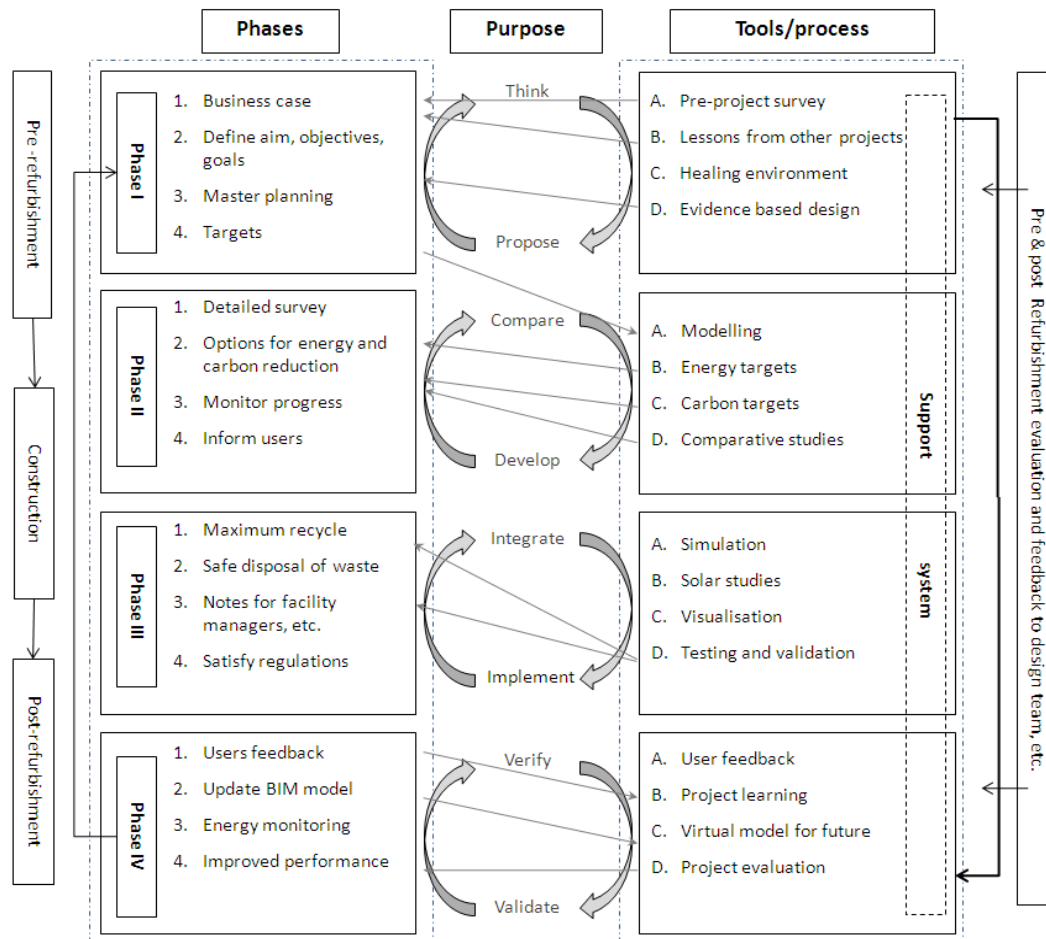 Phases
Purpose
Tools/process
Pre -refurbishment
Construction
Post-refurbishment
Phase I
1. Business case
2. Define aim, objectives,
goals
3. Master planning
4. Targets
Think
Propose
A. Pre-project survey
B. Lessons from other projects
C. Healing environment
D. Evidence based design
Phase II
1. Detailed survey
2. Options for energy and
carbon reduction
3. Monitor progress
4. Inform users
Compare
Develop
A. Modelling
B. Energy targets
C. Carbon targets
D. Comparative studies
Phase III
1. Maximum recycle
2. Safe disposal of waste
3. Notes for facility
managers, etc.
4. Satisfy regulations
Integrate
Implement
A. Simulation
B. Solar studies
C. Visualisation
D. Testing and validation
Phase IV
1. Users feedback
2. Update BIM model
3. Energy monitoring
4. Improved performance
Verify
Validate
A. User feedback
B. Project learning
C. Virtual model for future
D. Project evaluation
Support system
Pre & post Refurbishment evaluation and feedback to design team, etc.